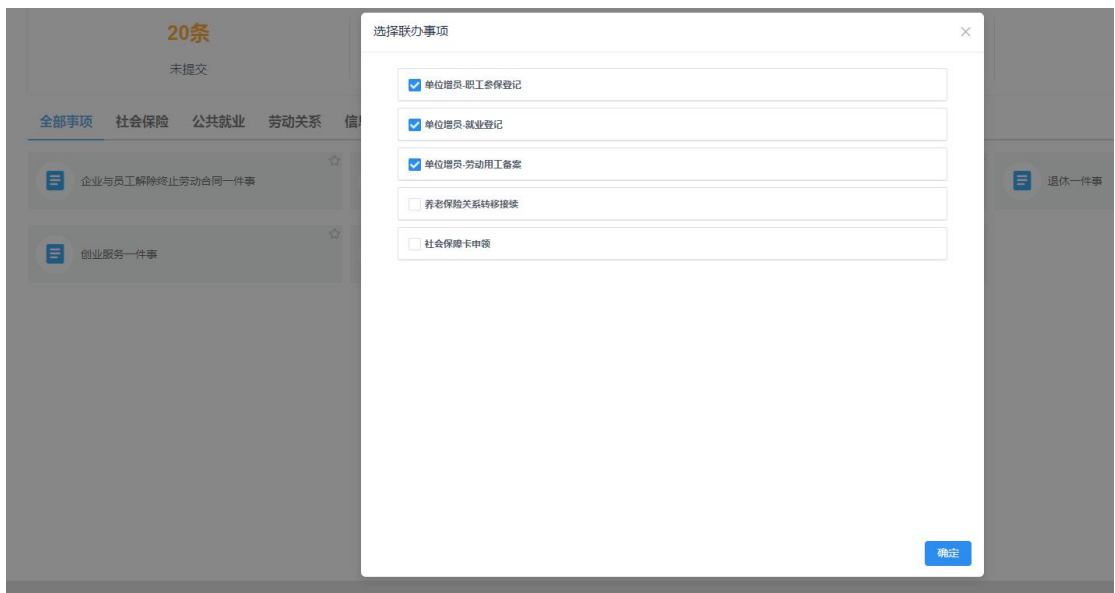 20条
未提交
全部事项 社会保险 公共就业 劳动关系 信
企业与员工解除终止劳动合同一件事
退休一件事
创业服务一件事
选择联办事项
单位增员-职工参保登记
单位增员-就业登记
单位增员-劳动用工备案
养老保险关系转移接续
社会保障卡申领
确定